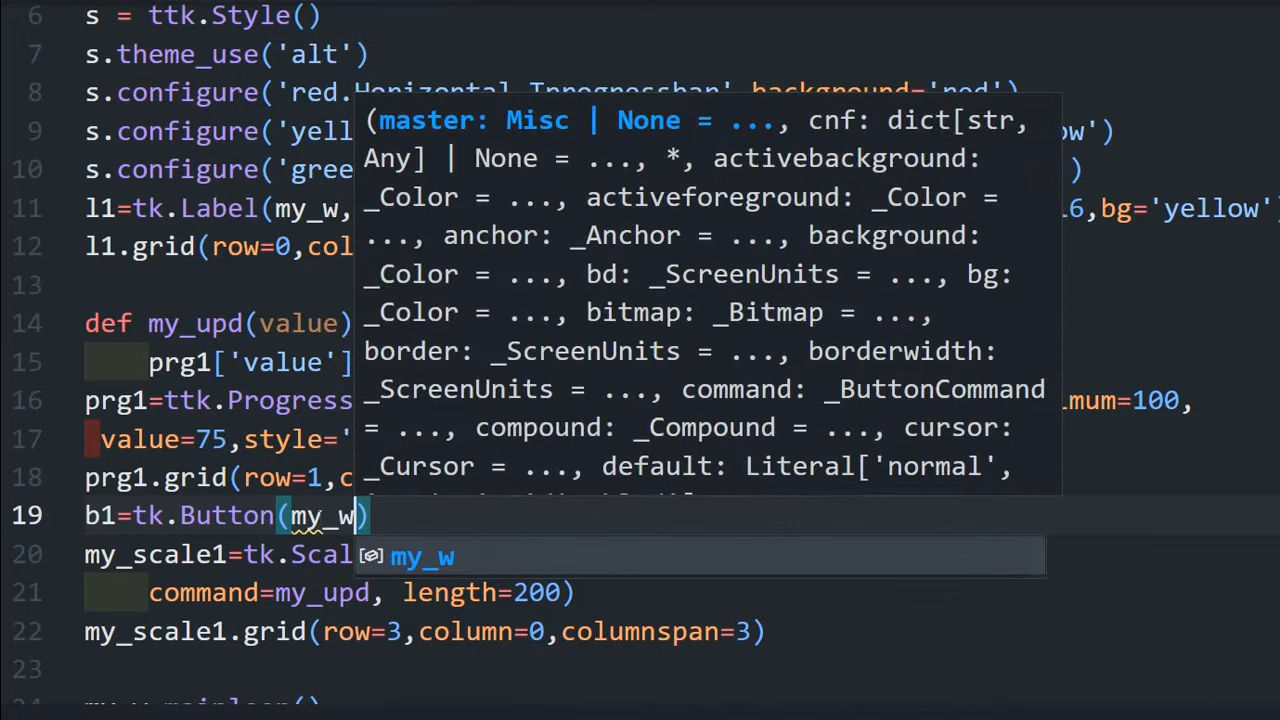 6 s = ttk.Style()
7 s.theme_use('alt')
8 s.configure('red.Horizontal.TProgressbar',background='red')
9 s.configure('yell ow')
10 s.configure('gree )
11 l1=tk.Label(my_w, 16,bg='yellow'
12 l1.grid(row=0,col
13
14 def my_upd(value)
15 prg1['value']
16 prg1=ttk.Progress imum=100,
17 value=75,style='
18 prg1.grid(row=1,c
19 b1=tk.Button(my_w)
20 my_scale1=tk.Scal
21 command=my_upd, length=200)
22 my_scale1.grid(row=3,column=0,columnspan=3)
23
24 my_w.mainloop()
(master: Misc | None = ..., cnf: dict[str,
Any] | None = ..., *, activebackground:
_Color = ..., activeforeground: _Color =
..., anchor: _Anchor = ..., background:
_Color = ..., bd: _ScreenUnits = ..., bg:
_Color = ..., bitmap: _Bitmap = ...,
border: _ScreenUnits = ..., borderwidth:
_ScreenUnits = ..., command: _ButtonCommand
= ..., compound: _Compound = ..., cursor:
_Cursor = ..., default: Literal['normal',
my_w